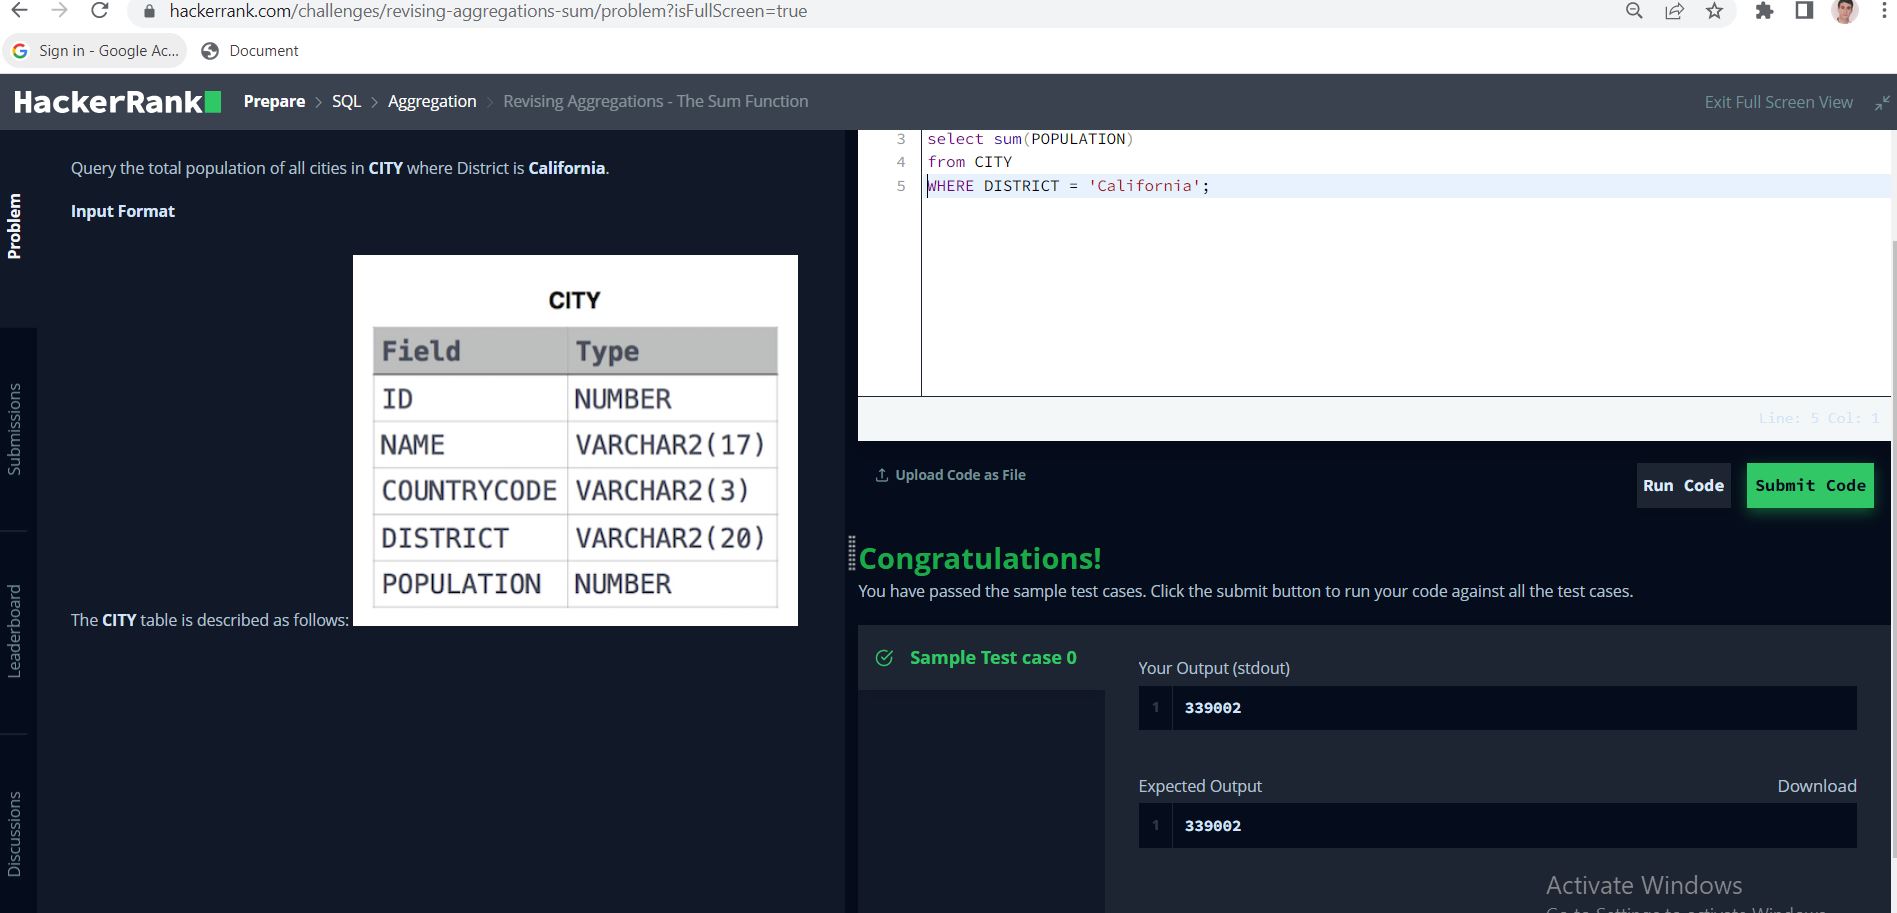 hackerrank.com/challenges/revising-aggregations-sum/problem?isFullScreen=true
Sign in - Google Ac...
Document
HackerRank
Prepare > SQL > Aggregation > Revising Aggregations - The Sum Function
Exit Full Screen View
Problem
Submissions
Leaderboard
Discussions
Query the total population of all cities in CITY where District is California.
Input Format
CITY
Field Type
ID NUMBER
NAME VARCHAR2(17)
COUNTRYCODE VARCHAR2(3)
DISTRICT VARCHAR2(20)
POPULATION NUMBER
The CITY table is described as follows:
3 select sum(POPULATION)
4 from CITY
5 WHERE DISTRICT = 'California';
Line: 5 Col: 1
Upload Code as File
Run Code
Submit Code
Congratulations!
You have passed the sample test cases. Click the submit button to run your code against all the test cases.
Sample Test case 0
Your Output (stdout)
1 339002
Expected Output
Download
1 339002
Activate Windows
Go to Settings to activate Windows